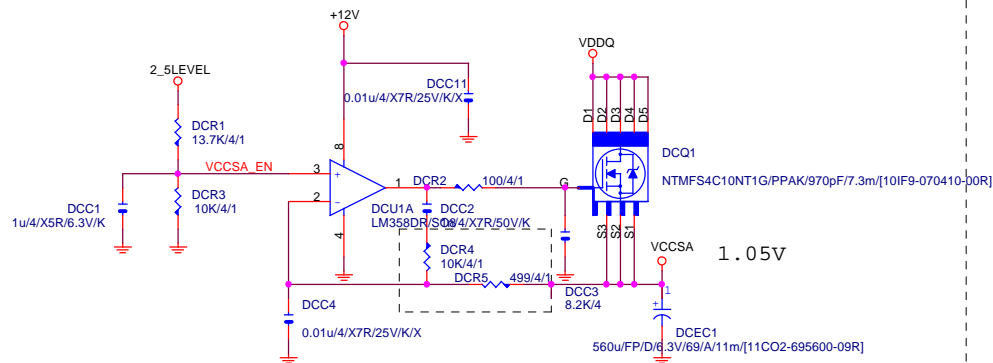 +12V
VDDQ
2_5LEVEL
DCC11
0.01u/4/X7R/25V/K/X
D1
D2
D3
D4
D5
DCR1
13.7K/4/1
8
DCQ1
VCCSA_EN
3
+
DCR2
100/4/1
G
NTMFS4C10NT1G/PPAK/970pF/7.3m/[10IF9-070410-00R]
1
2
-
DCR3
10K/4/1
DCC1
1u/4/X5R/6.3V/K
DCU1A
LM358DR/SO8
DCC2
/4/X7R/50V/K
4
S3
S2
S1
VCCSA
1.05V
DCR4
10K/4/1
DCR5
499/4/1
DCC3
8.2K/4
DCC4
0.01u/4/X7R/25V/K/X
1
+
DCEC1
560u/FP/D/6.3V/69/A/11m/[11CO2-695600-09R]